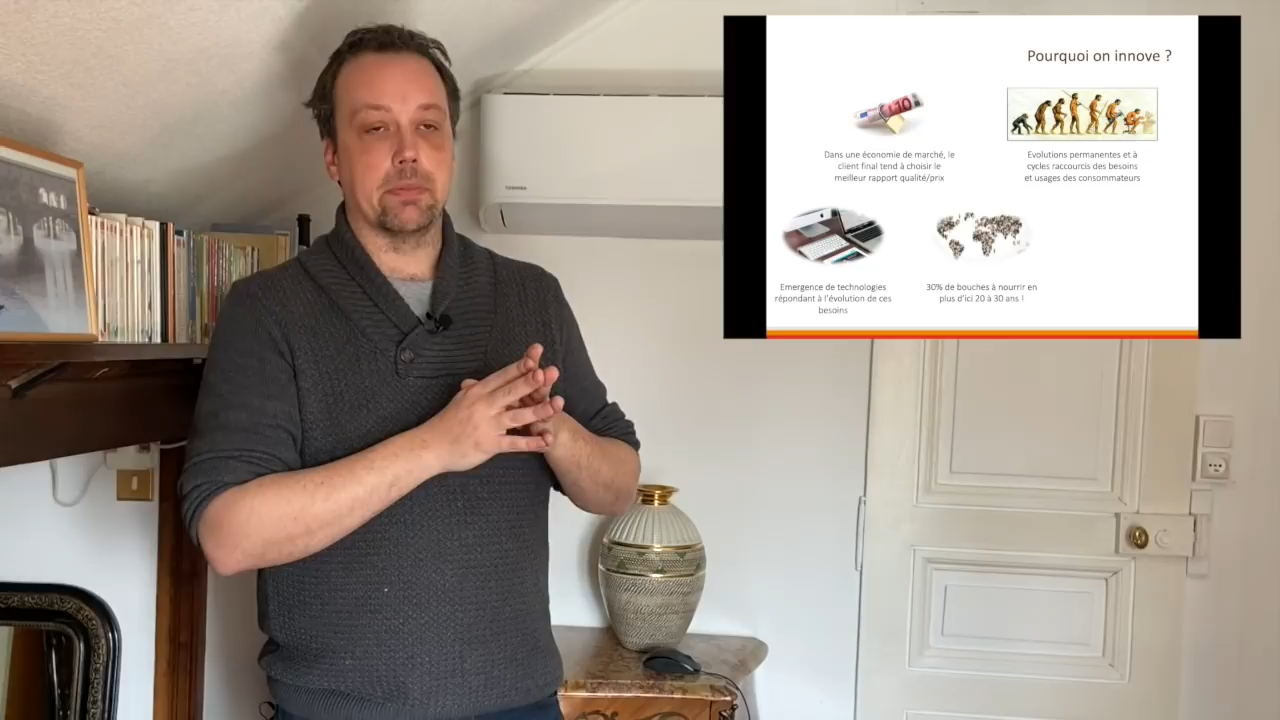 Pourquoi on innove ?
10
Dans une économie de marché, le
client final tend à choisir le
meilleur rapport qualité/prix
Evolutions permanentes et à
cycles raccourcis des besoins
et usages des consommateurs
Emergence de technologies
répondant à l'évolution de ces
besoins
30% de bouches à nourrir en
plus d'ici 20 à 30 ans !
TOSHIBA